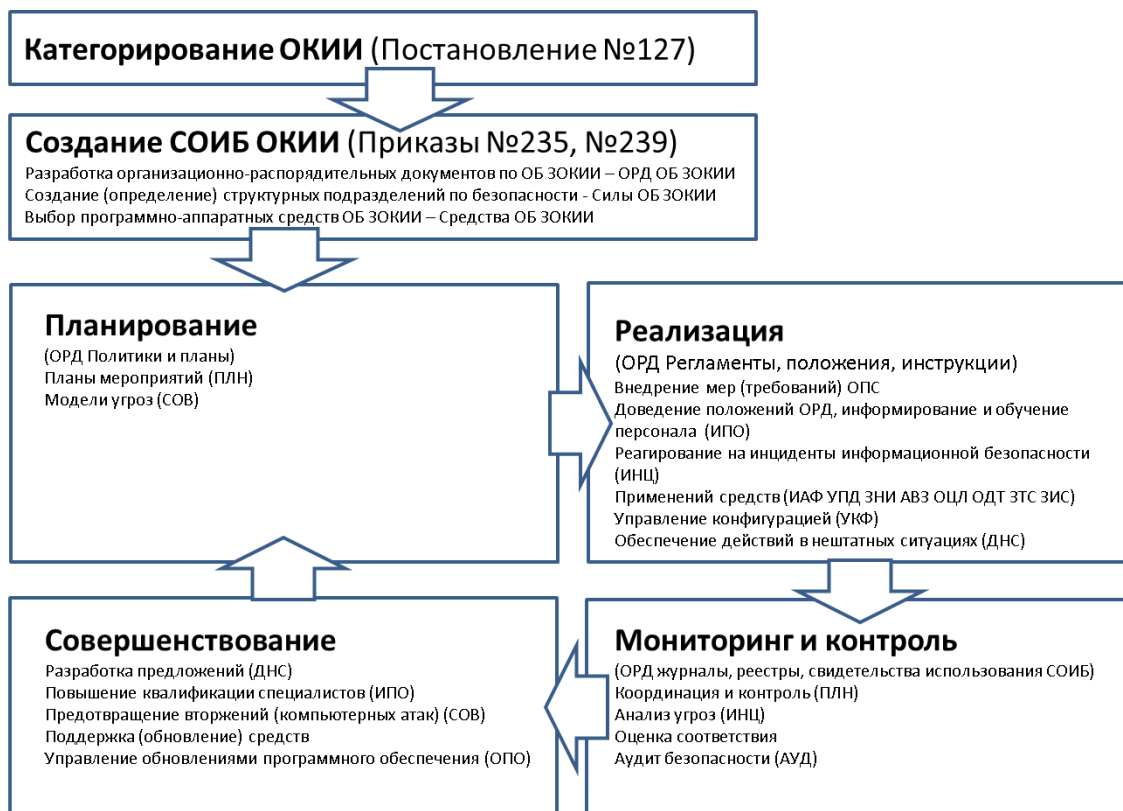 Категорирование ОКИИ (Постановление №127)
Создание СОИБ ОКИИ (Приказы №235, №239)
Разработка организационно-распорядительных документов по ОБ ЗОКИИ – ОРД ОБ ЗОКИИ
Создание (определение) структурных подразделений по безопасности - Силы ОБ ЗОКИИ
Выбор программно-аппаратных средств ОБ ЗОКИИ – Средства ОБ ЗОКИИ
Планирование
(ОРД Политики и планы)
Планы мероприятий (ПЛН)
Модели угроз (СОВ)
Реализация
(ОРД Регламенты, положения, инструкции)
Внедрение мер (требований) ОПС
Доведение положений ОРД, информирование и обучение
персонала (ИПО)
Реагирование на инциденты информационной безопасности
(ИНЦ)
Применений средств (ИАФ УПД ЗНИ АВЗ ОЦЛ ОДТ ЗТС ЗИС)
Управление конфигурацией (УКФ)
Обеспечение действий в нештатных ситуациях (ДНС)
Совершенствование
Разработка предложений (ДНС)
Повышение квалификации специалистов (ИПО)
Предотвращение вторжений (компьютерных атак) (СОВ)
Поддержка (обновление) средств
Управление обновлениями программного обеспечения (ОПО)
Мониторинг и контроль
(ОРД журналы, реестры, свидетельства использования СОИБ)
Координация и контроль (ПЛН)
Анализ угроз (ИНЦ)
Оценка соответствия
Аудит безопасности (АУД)